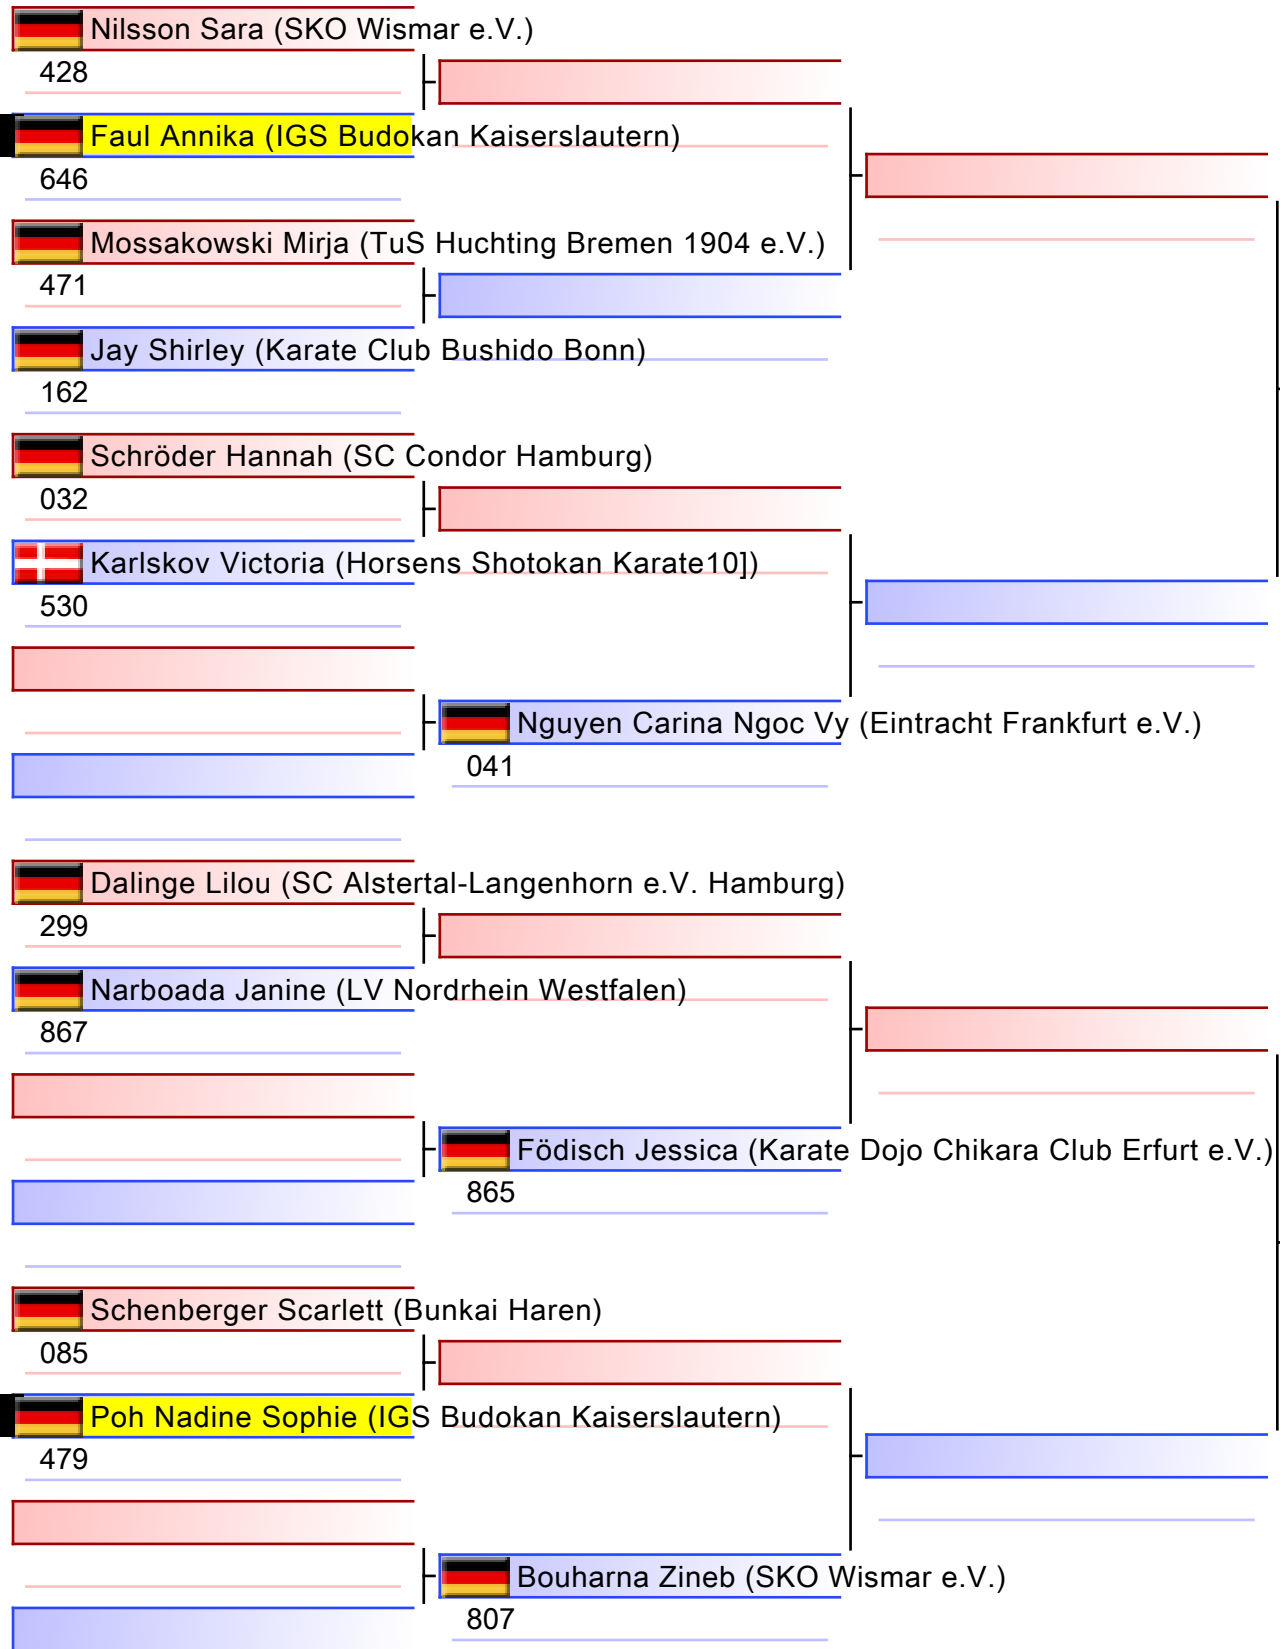 Nilsson Sara (SKO Wismar e.V.)
428
Faul Annika (IGS Budokan Kaiserslautern)
646
Mossakowski Mirja (TuS Huchting Bremen 1904 e.V.)
471
Jay Shirley (Karate Club Bushido Bonn)
162
Schröder Hannah (SC Condor Hamburg)
032
Karlskov Victoria (Horsens Shotokan Karate10])
530
Nguyen Carina Ngoc Vy (Eintracht Frankfurt e.V.)
041
Dalinge Lilou (SC Alstertal-Langenhorn e.V. Hamburg)
299
Narboada Janine (LV Nordrhein Westfalen)
867
Födisch Jessica (Karate Dojo Chikara Club Erfurt e.V.)
865
Schenberger Scarlett (Bunkai Haren)
085
Poh Nadine Sophie (IGS Budokan Kaiserslautern)
479
Bouharna Zineb (SKO Wismar e.V.)
807